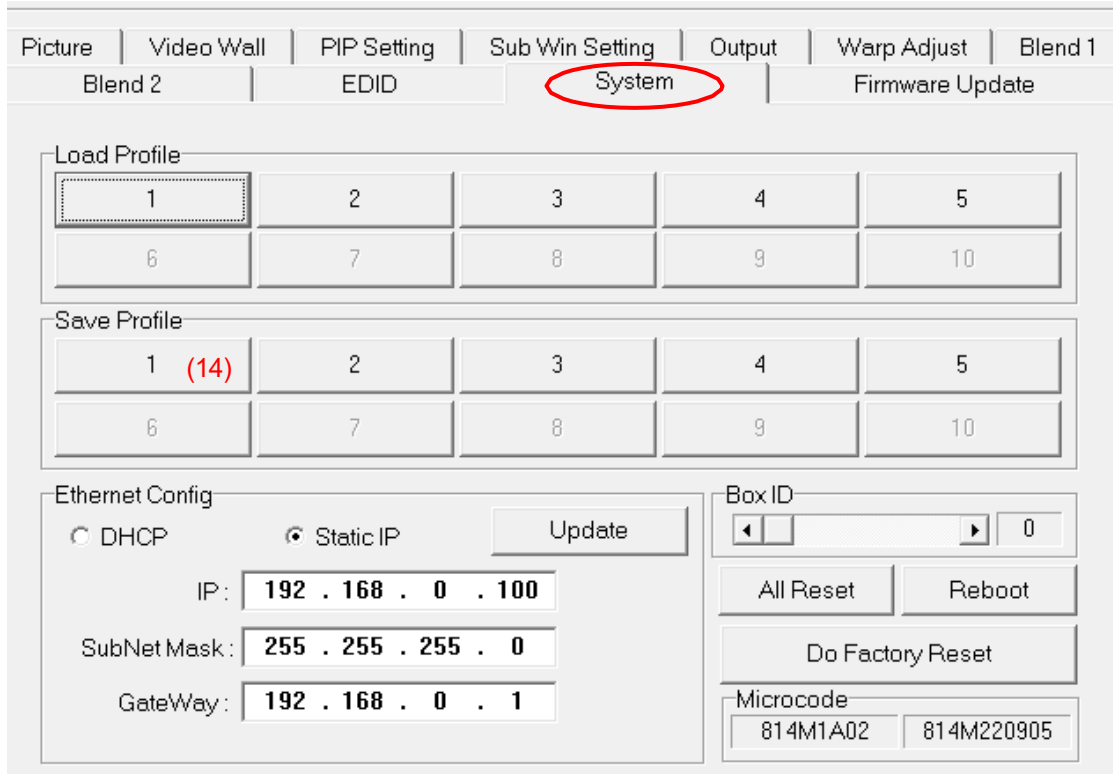 Picture Video Wall PIP Setting Sub Win Setting Output Warp Adjust Blend 1
Blend 2 EDID System Firmware Update
Load Profile
1 2 3 4 5
6 7 8 9 10
Save Profile
1 (14) 2 3 4 5
6 7 8 9 10
Ethernet Config
DHCP Static IP Update
IP : 192 . 168 . 0 . 100
SubNet Mask : 255 . 255 . 255 . 0
GateWay : 192 . 168 . 0 . 1
Box ID
0
All Reset Reboot
Do Factory Reset
Microcode
814M1A02 814M220905